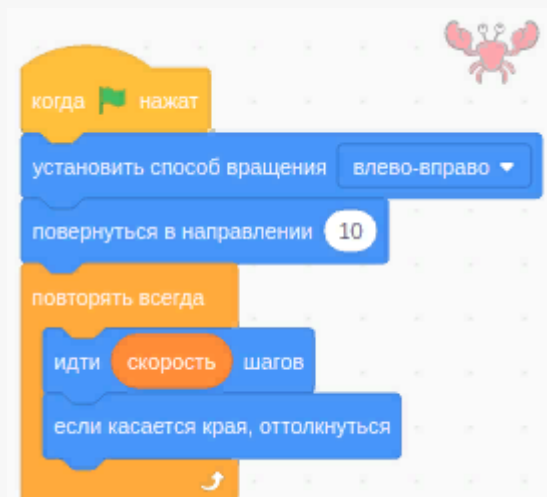 когда нажат
установить способ вращения влево-вправо
повернуться в направлении 10
повторять всегда
идти скорость шагов
если касается края, оттолкнуться